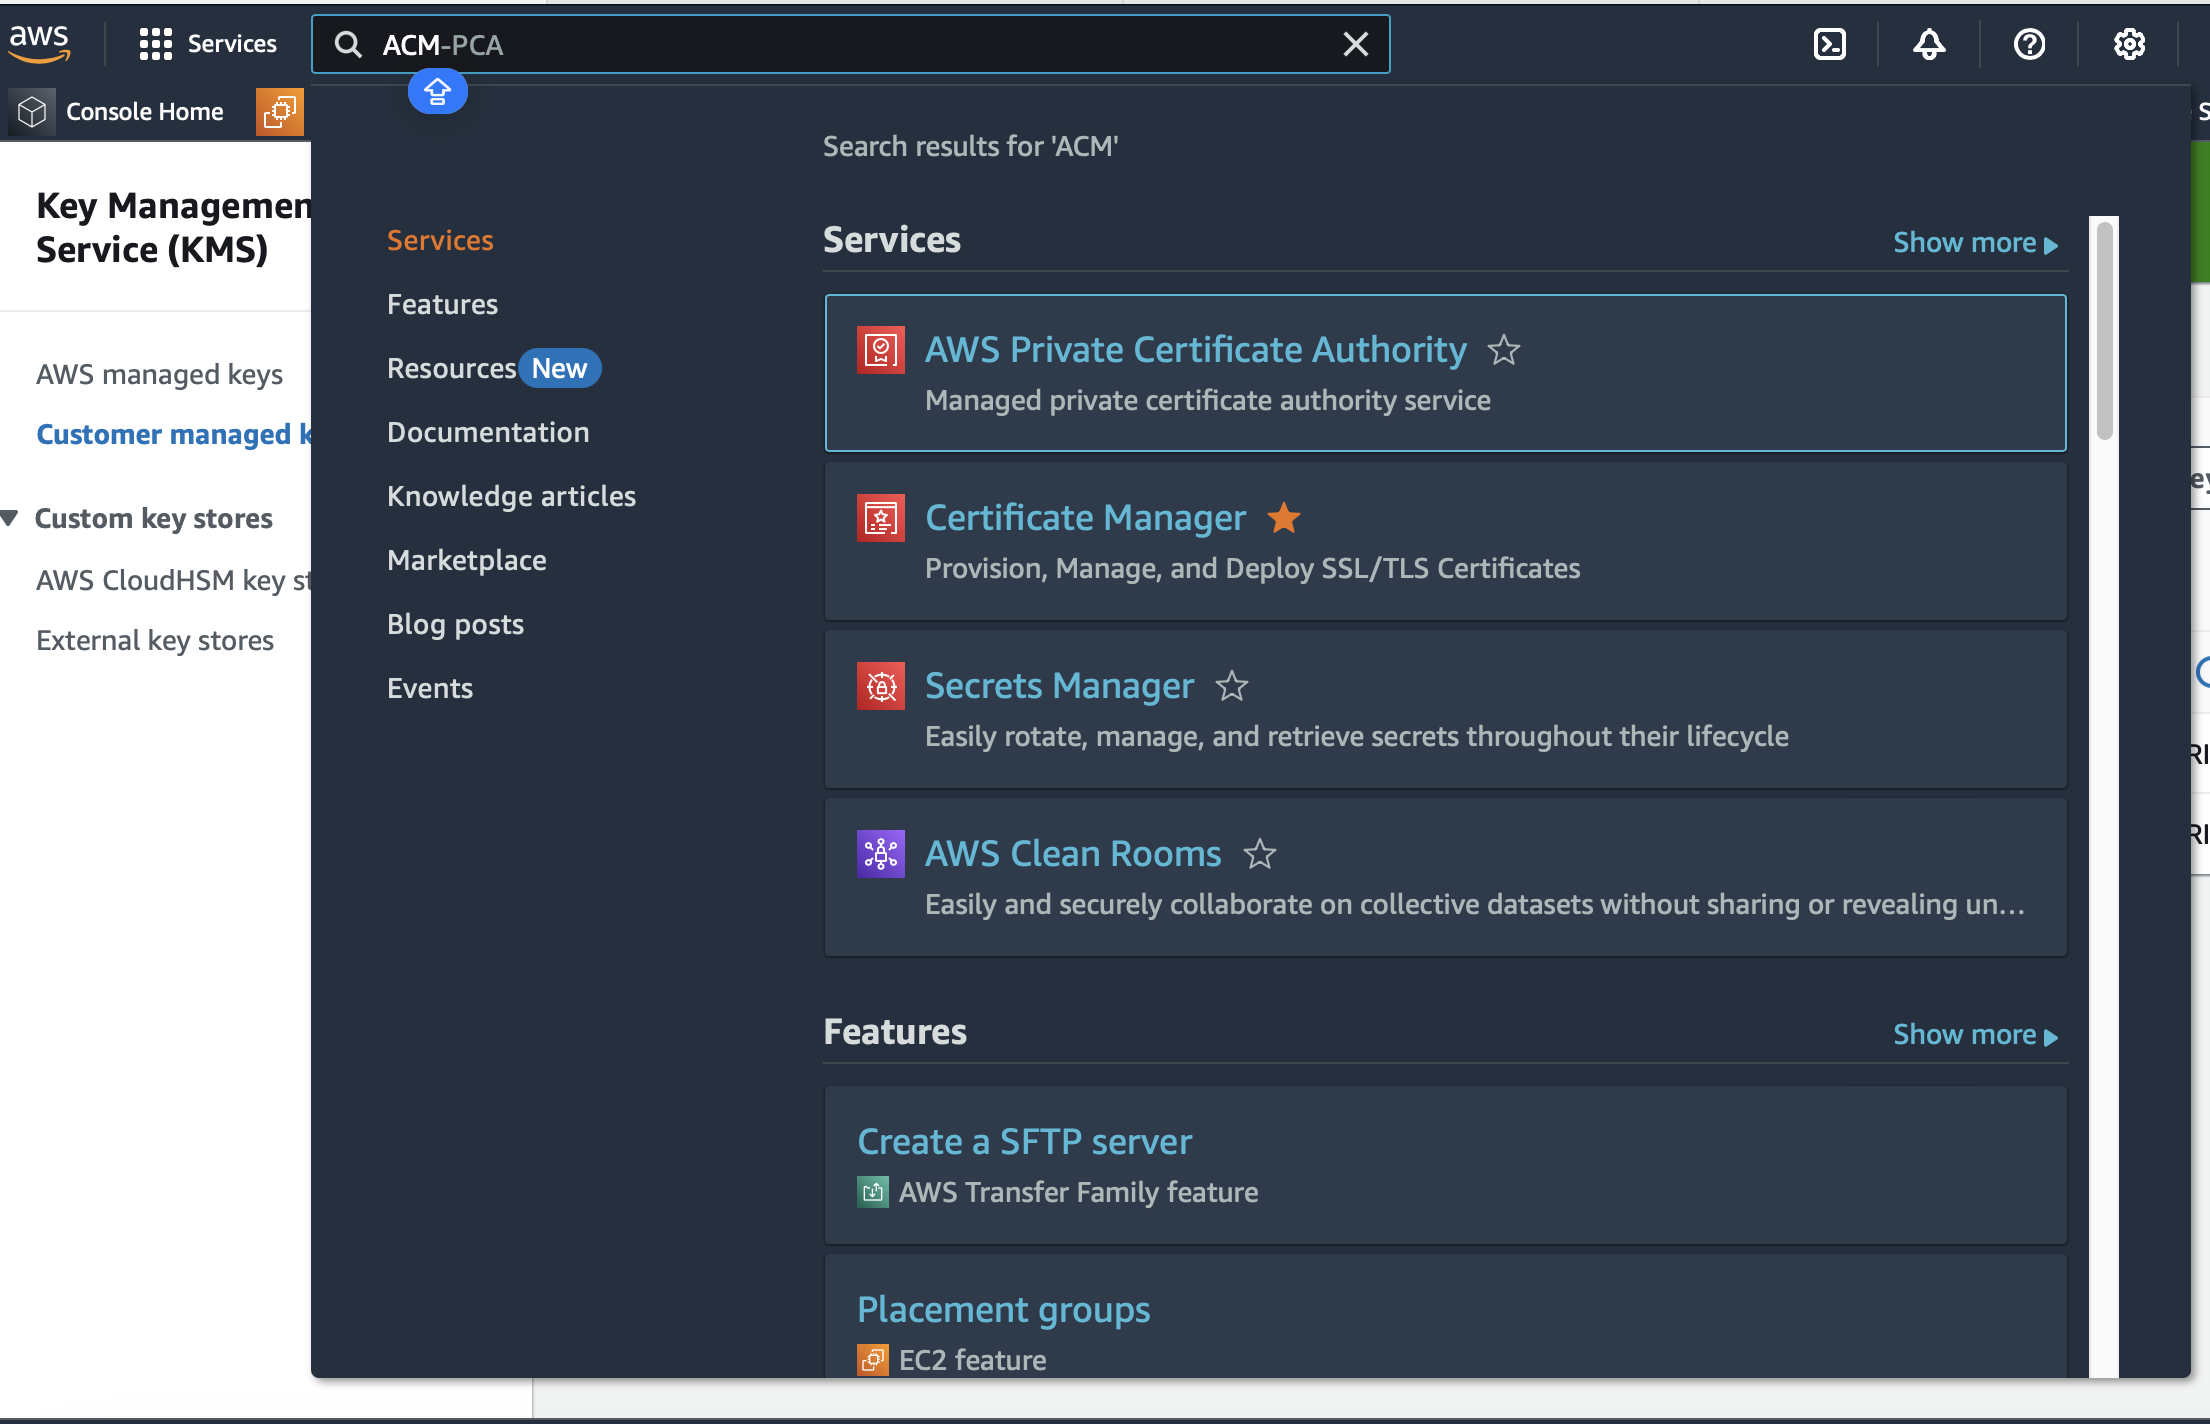 aws
Services
ACM-PCA
Console Home
Search results for 'ACM'
Key Managemen
Service (KMS)
AWS managed keys
Customer managed k
Custom key stores
AWS CloudHSM key st
External key stores
Services
Features
Resources New
Documentation
Knowledge articles
Marketplace
Blog posts
Events
Services
Show more
AWS Private Certificate Authority
Managed private certificate authority service
Certificate Manager
Provision, Manage, and Deploy SSL/TLS Certificates
Secrets Manager
Easily rotate, manage, and retrieve secrets throughout their lifecycle
AWS Clean Rooms
Easily and securely collaborate on collective datasets without sharing or revealing un...
Features
Show more
Create a SFTP server
AWS Transfer Family feature
Placement groups
EC2 feature